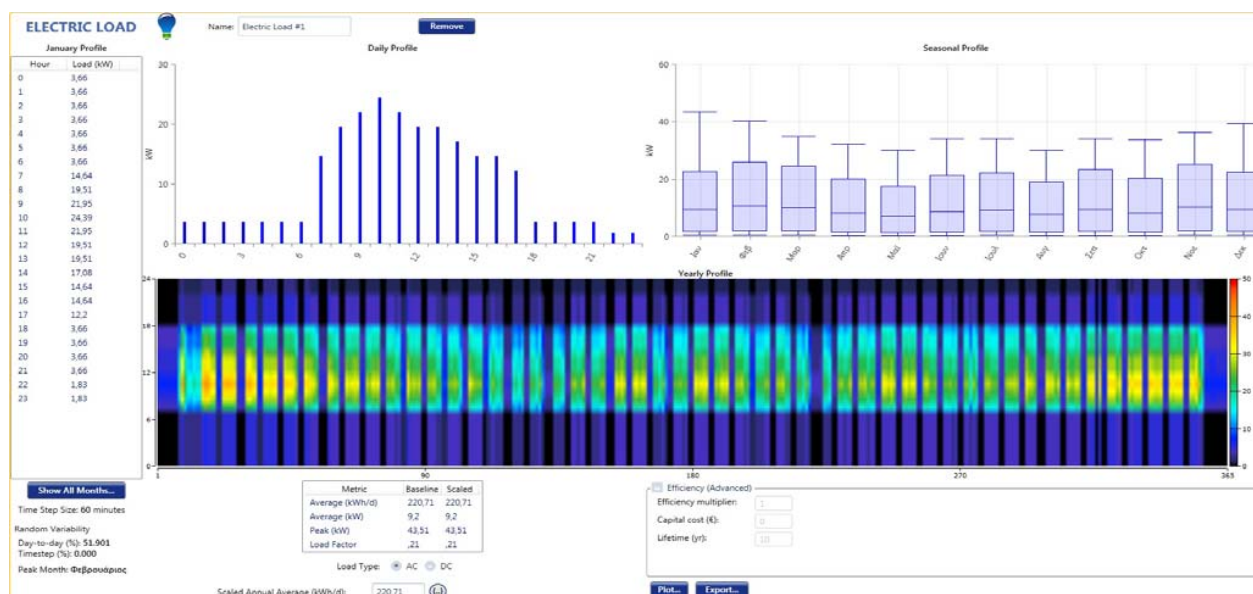 ELECTRIC LOAD
Name: Electric Load #1
Remove
January Profile
Hour Load (kW)
0 3,66
1 3,66
2 3,66
3 3,66
4 3,66
5 3,66
6 3,66
7 14,64
8 19,51
9 21,95
10 24,39
11 21,95
12 19,51
13 19,51
14 17,08
15 14,64
16 14,64
17 12,2
18 3,66
19 3,66
20 3,66
21 3,66
22 1,83
23 1,83
Daily Profile
kW
30
20
10
0
0 3 6 9 12 15 18 21
Seasonal Profile
kW
60
40
20
0
Ιαν Φεβ Μαρ Απρ Μαϊ Ιουν Ιουλ Αυγ Σεπ Οκτ Νοε Δεκ
Yearly Profile
24
18
12
6
0
1 90 180 270 365
50
40
30
20
10
0
Show All Months...
Time Step Size: 60 minutes
Random Variability
Day-to-day (%): 51.901
Timestep (%): 0.000
Peak Month: Φεβρουάριος
Metric Baseline Scaled
Average (kWh/d) 220,71 220,71
Average (kW) 9,2 9,2
Peak (kW) 43,51 43,51
Load Factor ,21 ,21
Load Type: AC DC
Scaled Annual Average (kWh/d): 220,71 {..}
Efficiency (Advanced)
Efficiency multiplier: 1
Capital cost (€): 0
Lifetime (yr): 10
Plot... Export...